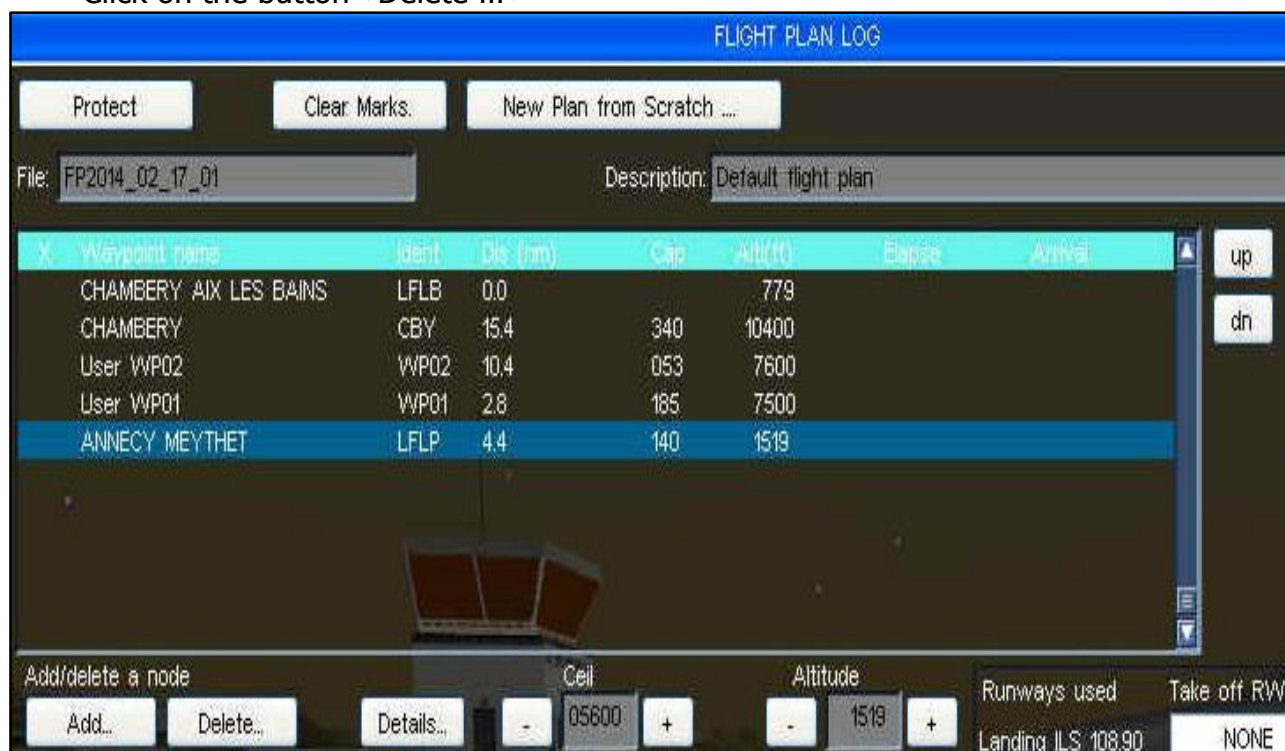 Click on the button «Delete ...»
FLIGHT PLAN LOG
Protect Clear Marks. New Plan from Scratch ....
File: FP2014_02_17_01 Description: Default flight plan
X Waypoint name Ident Dis (nm) Cap Alt(ft) Elapse Arrival up
CHAMBERY AIX LES BAINS LFLB 0.0 779
dn
CHAMBERY CBY 15.4 340 10400
User WP02 WP02 10.4 053 7600
User WP01 WP01 2.8 185 7500
ANNECY MEYTHET LFLP 4.4 140 1519
Add/delete a node Ceil Altitude Runways used Take off RW
Add... Delete... Details... - 05600 + - 1519 +
Landing ILS 108.90 NONE